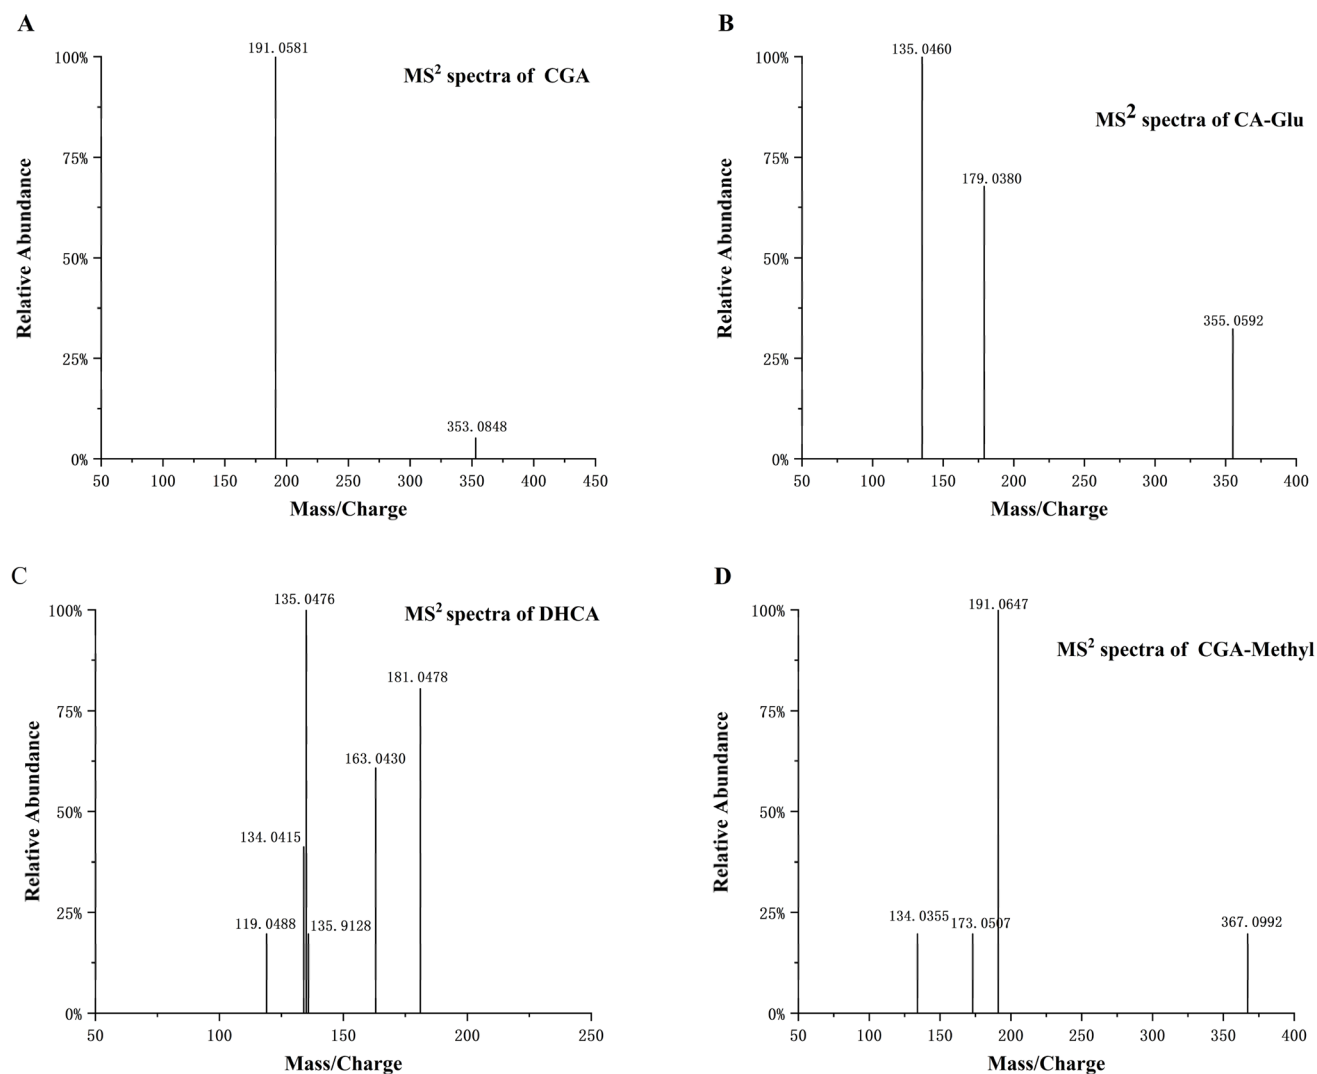 A
191.0581
100%
MS2 spectra of CGA
75%
50%
25%
353.0848
0%
50 100 150 200 250 300 350 400 450
Relative Abundance
Mass/Charge
B
135.0460
100%
MS2 spectra of CA-Glu
179.0380
75%
50%
355.0592
25%
0%
50 100 150 200 250 300 350 400
Relative Abundance
Mass/Charge
C
135.0476
100%
MS2 spectra of DHCA
181.0478
75%
163.0430
50%
134.0415
119.0488
135.9128
25%
0%
50 100 150 200 250
Relative Abundance
Mass/Charge
D
191.0647
100%
MS2 spectra of CGA-Methyl
75%
50%
134.0355
173.0507
367.0992
25%
0%
50 100 150 200 250 300 350 400
Relative Abundance
Mass/Charge